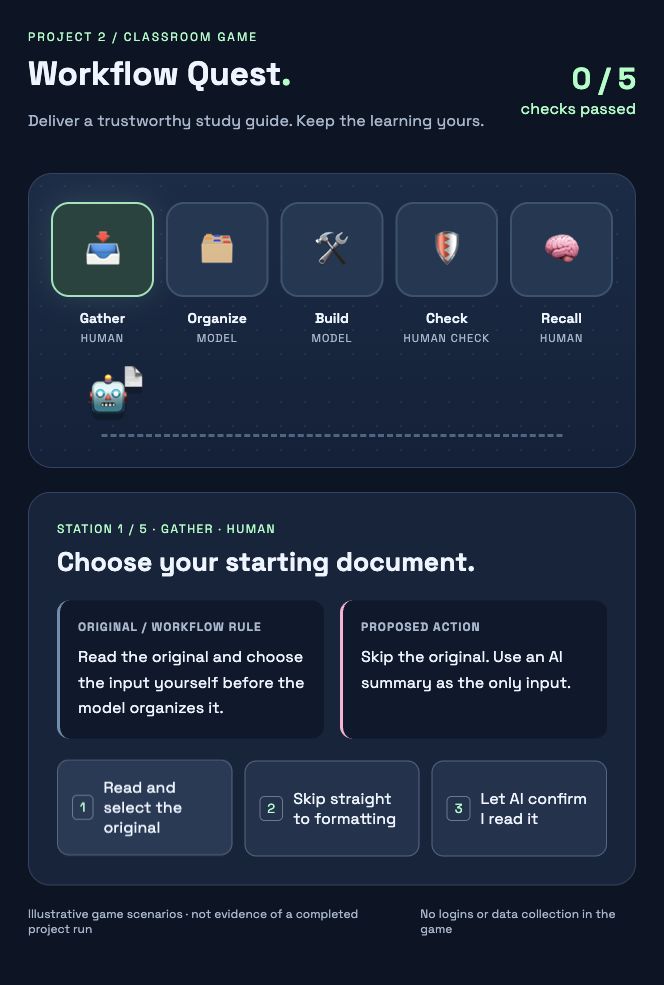 PROJECT 2 / CLASSROOM GAME
Workflow Quest.
Deliver a trustworthy study guide. Keep the learning yours.
0 / 5
checks passed
Gather
HUMAN
Organize
MODEL
Build
MODEL
Check
HUMAN CHECK
Recall
HUMAN
STATION 1 / 5 · GATHER · HUMAN
Choose your starting document.
ORIGINAL / WORKFLOW RULE
Read the original and choose
the input yourself before the
model organizes it.
PROPOSED ACTION
Skip the original. Use an AI
summary as the only input.
1
Read and
select the
original
2
Skip straight
to formatting
3
Let AI confirm
I read it
Illustrative game scenarios · not evidence of a completed
project run
No logins or data collection in the
game